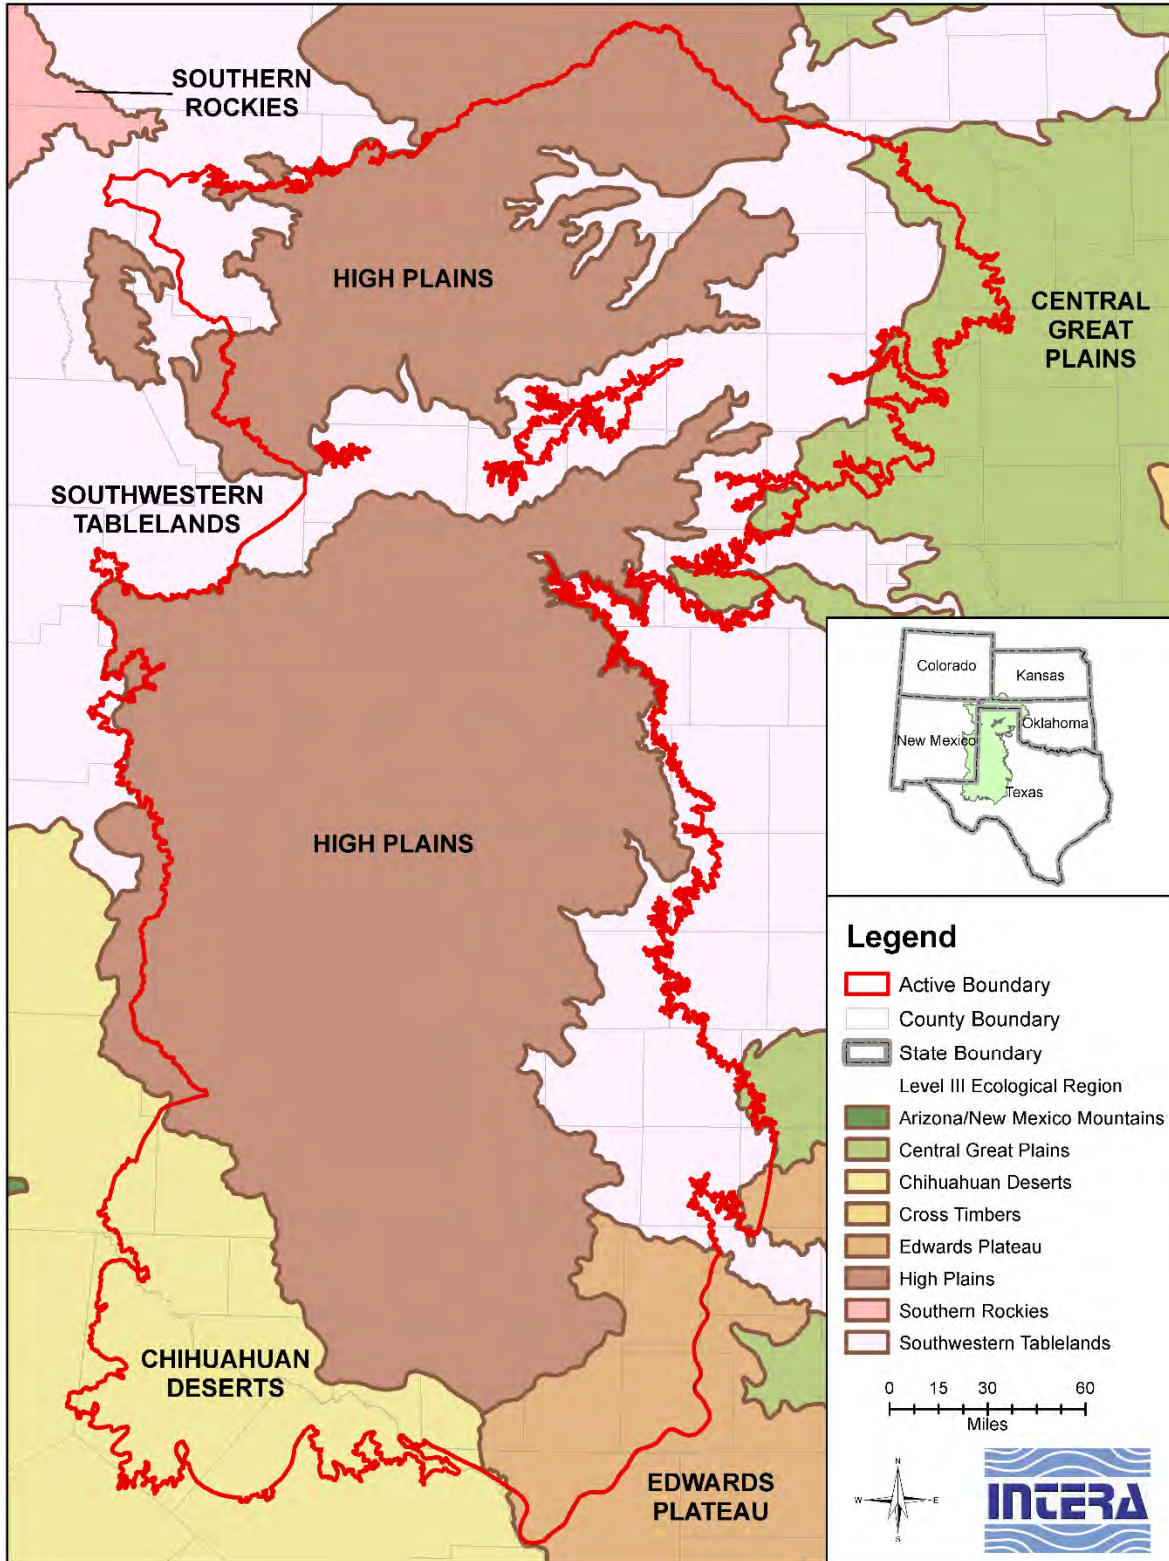 SOUTHERN
ROCKIES
HIGH PLAINS
CENTRAL
GREAT
PLAINS
SOUTHWESTERN
TABLELANDS
HIGH PLAINS
CHIHUAHUAN
DESERTS
EDWARDS
PLATEAU
Colorado
Kansas
New Mexico
Oklahoma
Texas
Legend
Active Boundary
County Boundary
State Boundary
Level III Ecological Region
Arizona/New Mexico Mountains
Central Great Plains
Chihuahuan Deserts
Cross Timbers
Edwards Plateau
High Plains
Southern Rockies
Southwestern Tablelands
0 15 30 60
Miles
N
W E
S
INTERA